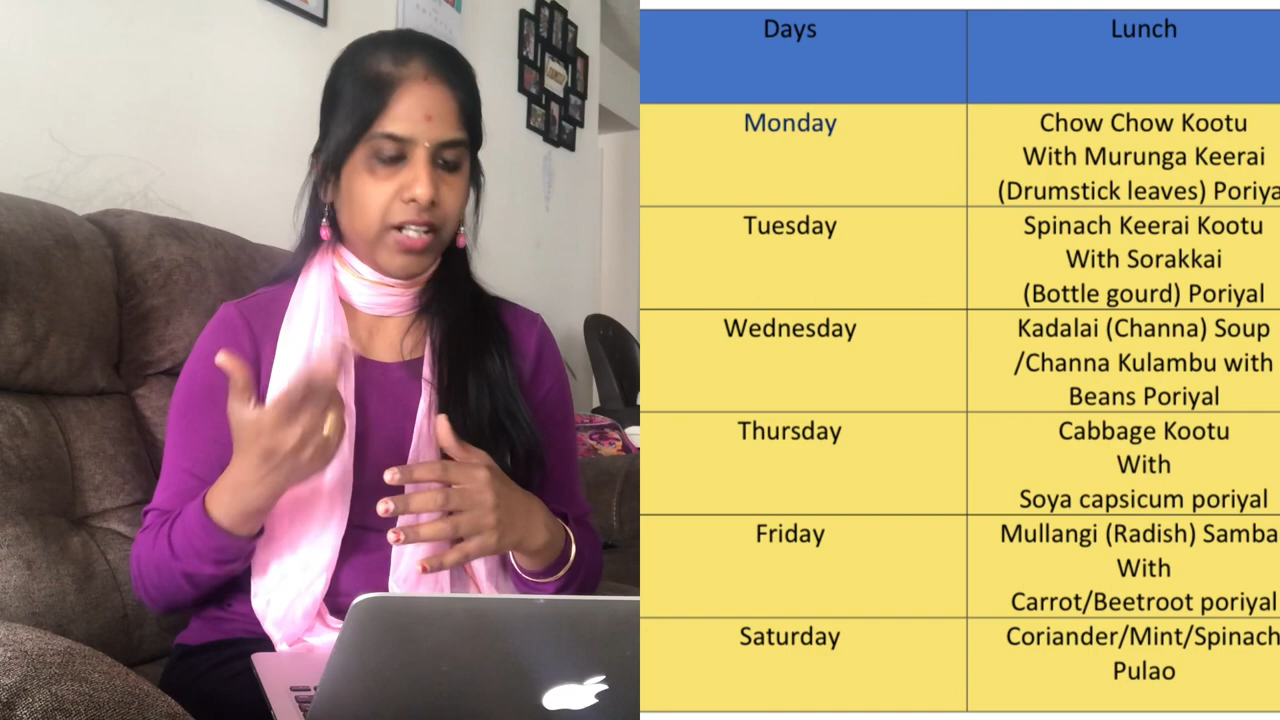 Days
Lunch
Monday
Chow Chow Kootu
With Murunga Keerai
(Drumstick leaves) Poriya
Tuesday
Spinach Keerai Kootu
With Sorakkai
(Bottle gourd) Poriyal
Wednesday
Kadalai (Channa) Soup
/Channa Kulambu with
Beans Poriyal
Thursday
Cabbage Kootu
With
Soya capsicum poriyal
Friday
Mullangi (Radish) Samba
With
Carrot/Beetroot poriyal
Saturday
Coriander/Mint/Spinach
Pulao